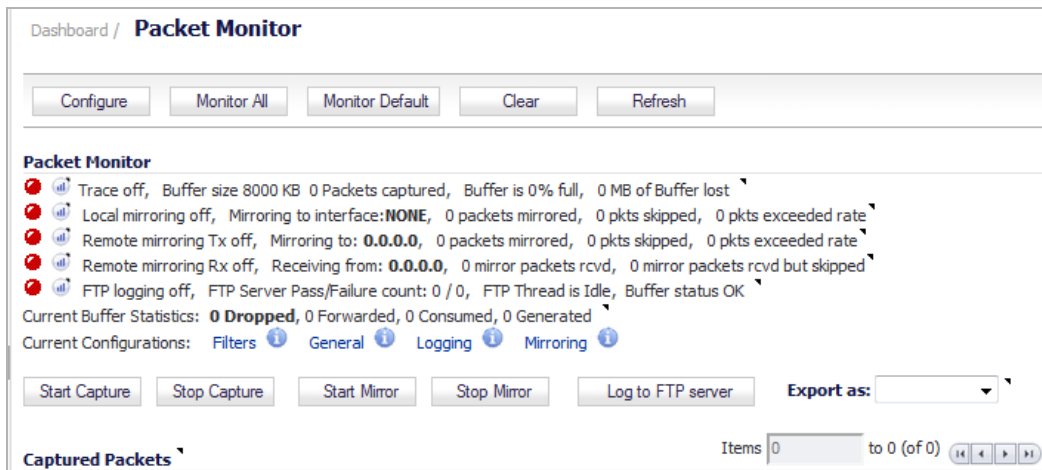 Dashboard / Packet Monitor
Configure Monitor All Monitor Default Clear Refresh
Packet Monitor
Trace off, Buffer size 8000 KB 0 Packets captured, Buffer is 0% full, 0 MB of Buffer lost
Local mirroring off, Mirroring to interface:NONE, 0 packets mirrored, 0 pkts skipped, 0 pkts exceeded rate
Remote mirroring Tx off, Mirroring to: 0.0.0.0, 0 packets mirrored, 0 pkts skipped, 0 pkts exceeded rate
Remote mirroring Rx off, Receiving from: 0.0.0.0, 0 mirror packets rcvd, 0 mirror packets rcvd but skipped
FTP logging off, FTP Server Pass/Failure count: 0 / 0, FTP Thread is Idle, Buffer status OK
Current Buffer Statistics: 0 Dropped, 0 Forwarded, 0 Consumed, 0 Generated
Current Configurations: Filters General Logging Mirroring
Start Capture Stop Capture Start Mirror Stop Mirror Log to FTP server Export as:
Captured Packets Items 0 to 0 (of 0)